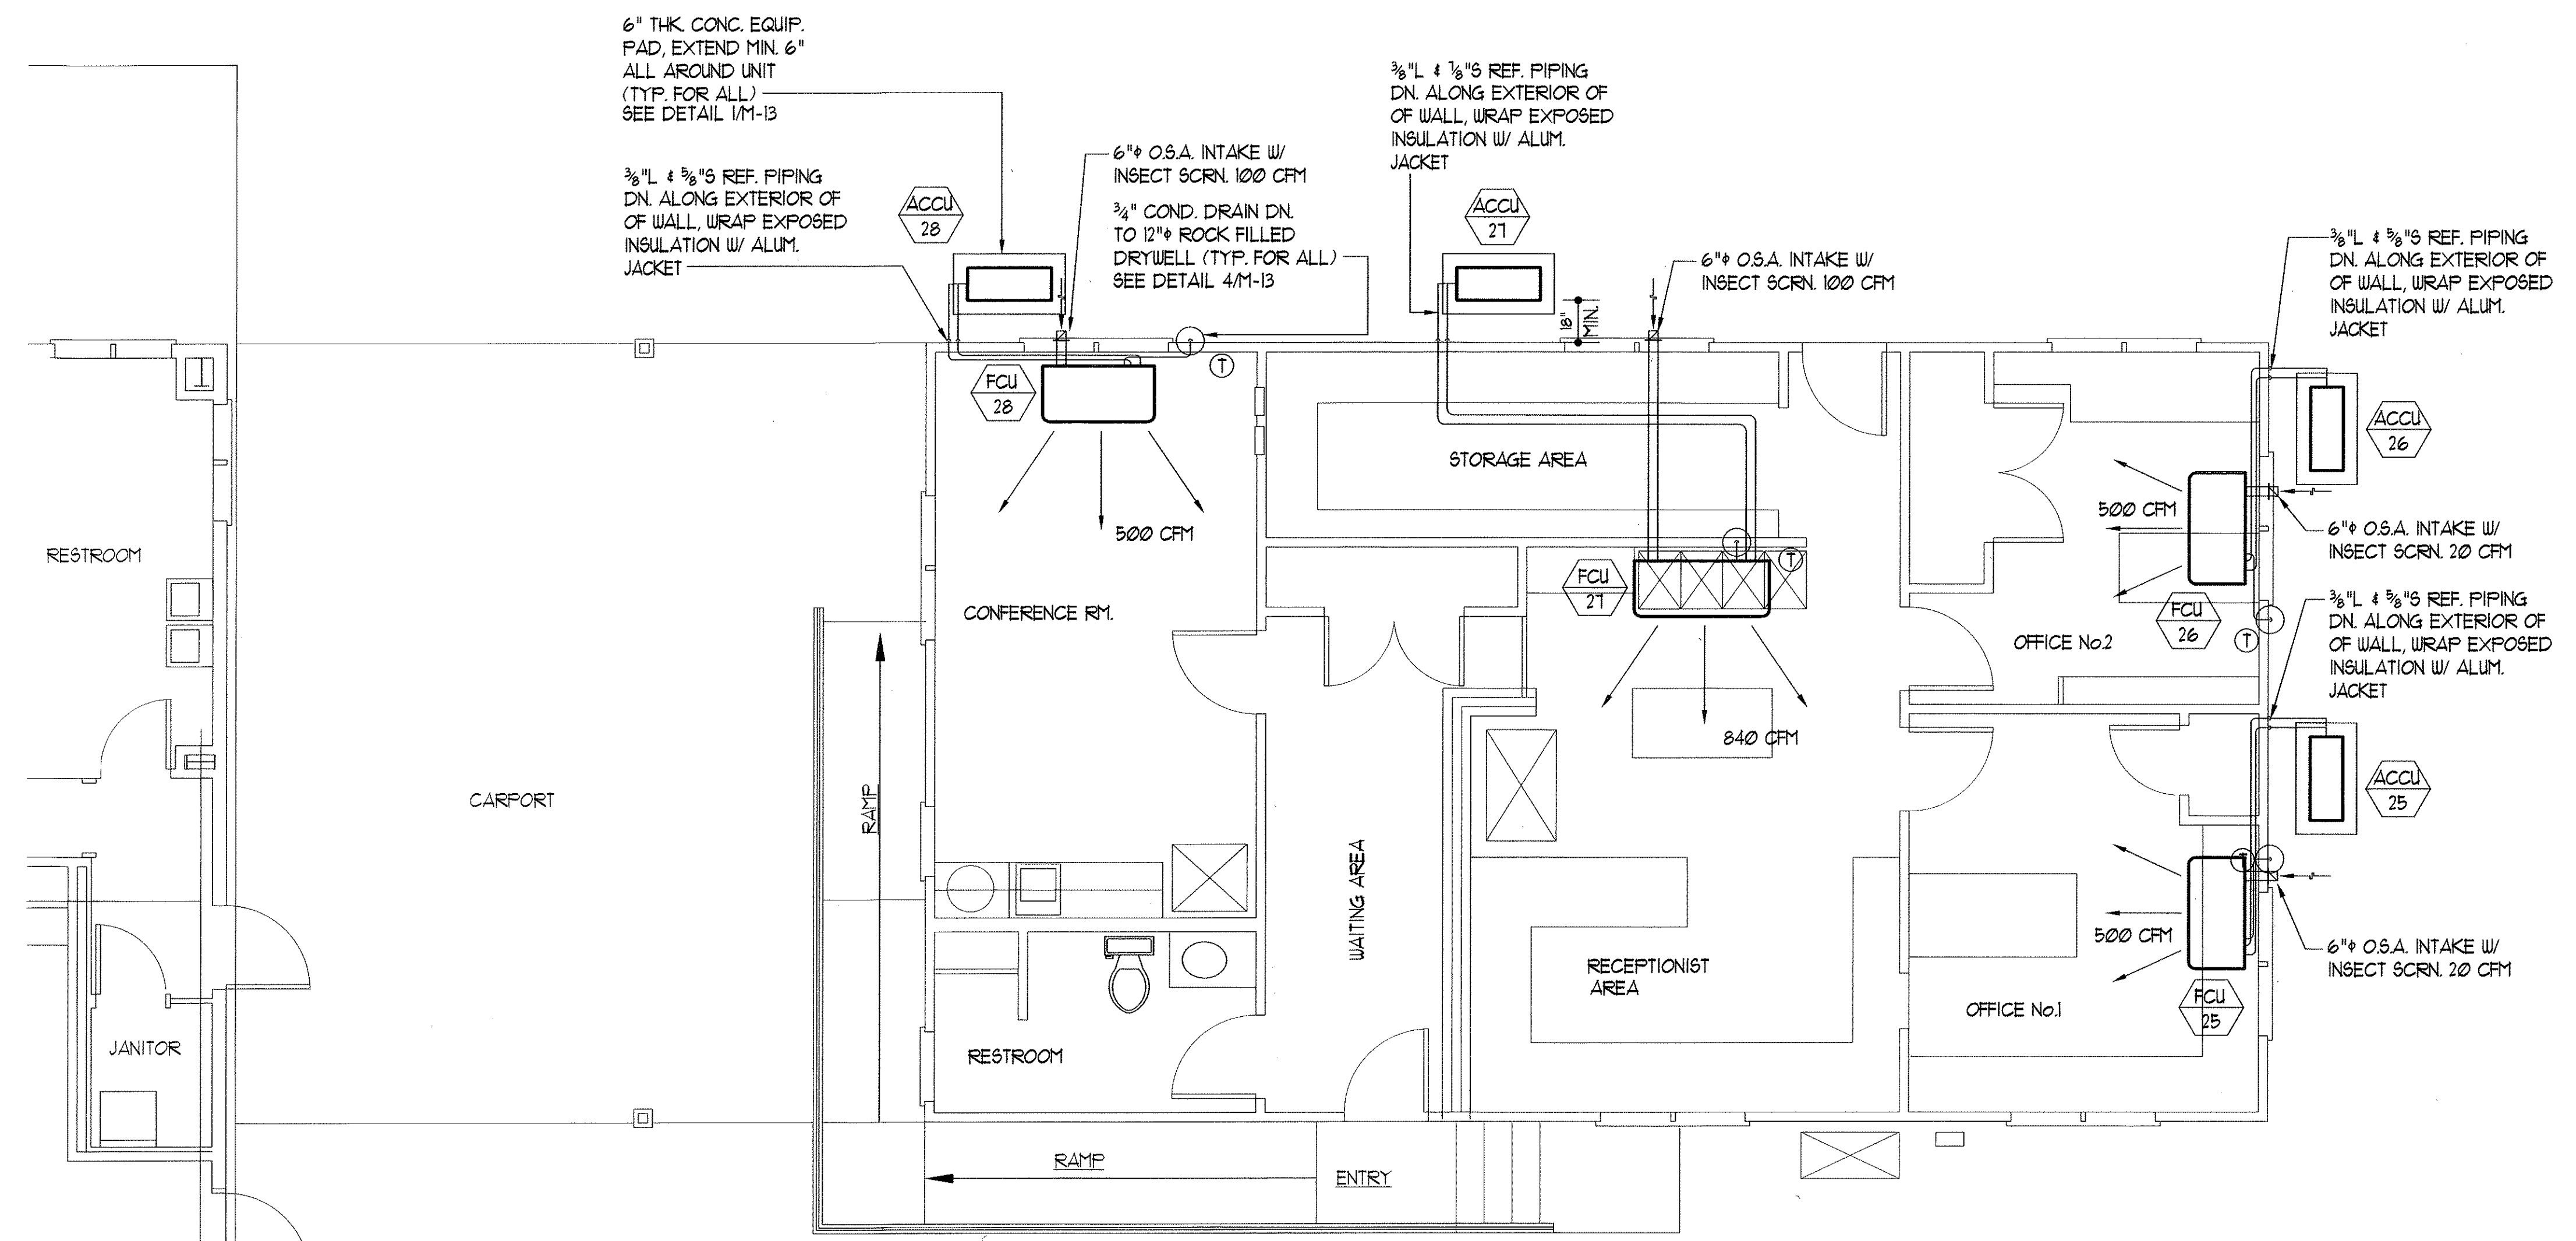 6" THK. CONC. EQUIP.
PAD, EXTEND MIN. 6"
ALL AROUND UNIT
(TYP. FOR ALL)
SEE DETAIL 1/M-13
3/8"L & 5/8"S REF. PIPING
DN. ALONG EXTERIOR OF
OF WALL, WRAP EXPOSED
INSULATION W/ ALUM.
JACKET
ACCU
28
6"ϕ O.S.A. INTAKE W/
INSECT SCRN. 100 CFM
3/4" COND. DRAIN DN.
TO 12"ϕ ROCK FILLED
DRYWELL (TYP. FOR ALL)
SEE DETAIL 4/M-13
3/8"L & 7/8"S REF. PIPING
DN. ALONG EXTERIOR OF
OF WALL, WRAP EXPOSED
INSULATION W/ ALUM.
JACKET
ACCU
27
18"
MIN.
6"ϕ O.S.A. INTAKE W/
INSECT SCRN. 100 CFM
3/8"L & 5/8"S REF. PIPING
DN. ALONG EXTERIOR OF
OF WALL, WRAP EXPOSED
INSULATION W/ ALUM.
JACKET
ACCU
26
FCU
28
T
500 CFM
STORAGE AREA
500 CFM
6"ϕ O.S.A. INTAKE W/
INSECT SCRN. 20 CFM
RESTROOM
CONFERENCE RM.
FCU
27
T
840 CFM
FCU
26
T
OFFICE No.2
3/8"L & 5/8"S REF. PIPING
DN. ALONG EXTERIOR OF
OF WALL, WRAP EXPOSED
INSULATION W/ ALUM.
JACKET
ACCU
25
CARPORT
RAMP
WAITING AREA
RECEPTIONIST
AREA
T
500 CFM
6"ϕ O.S.A. INTAKE W/
INSECT SCRN. 20 CFM
OFFICE No.1
FCU
25
JANITOR
RESTROOM
RAMP
ENTRY